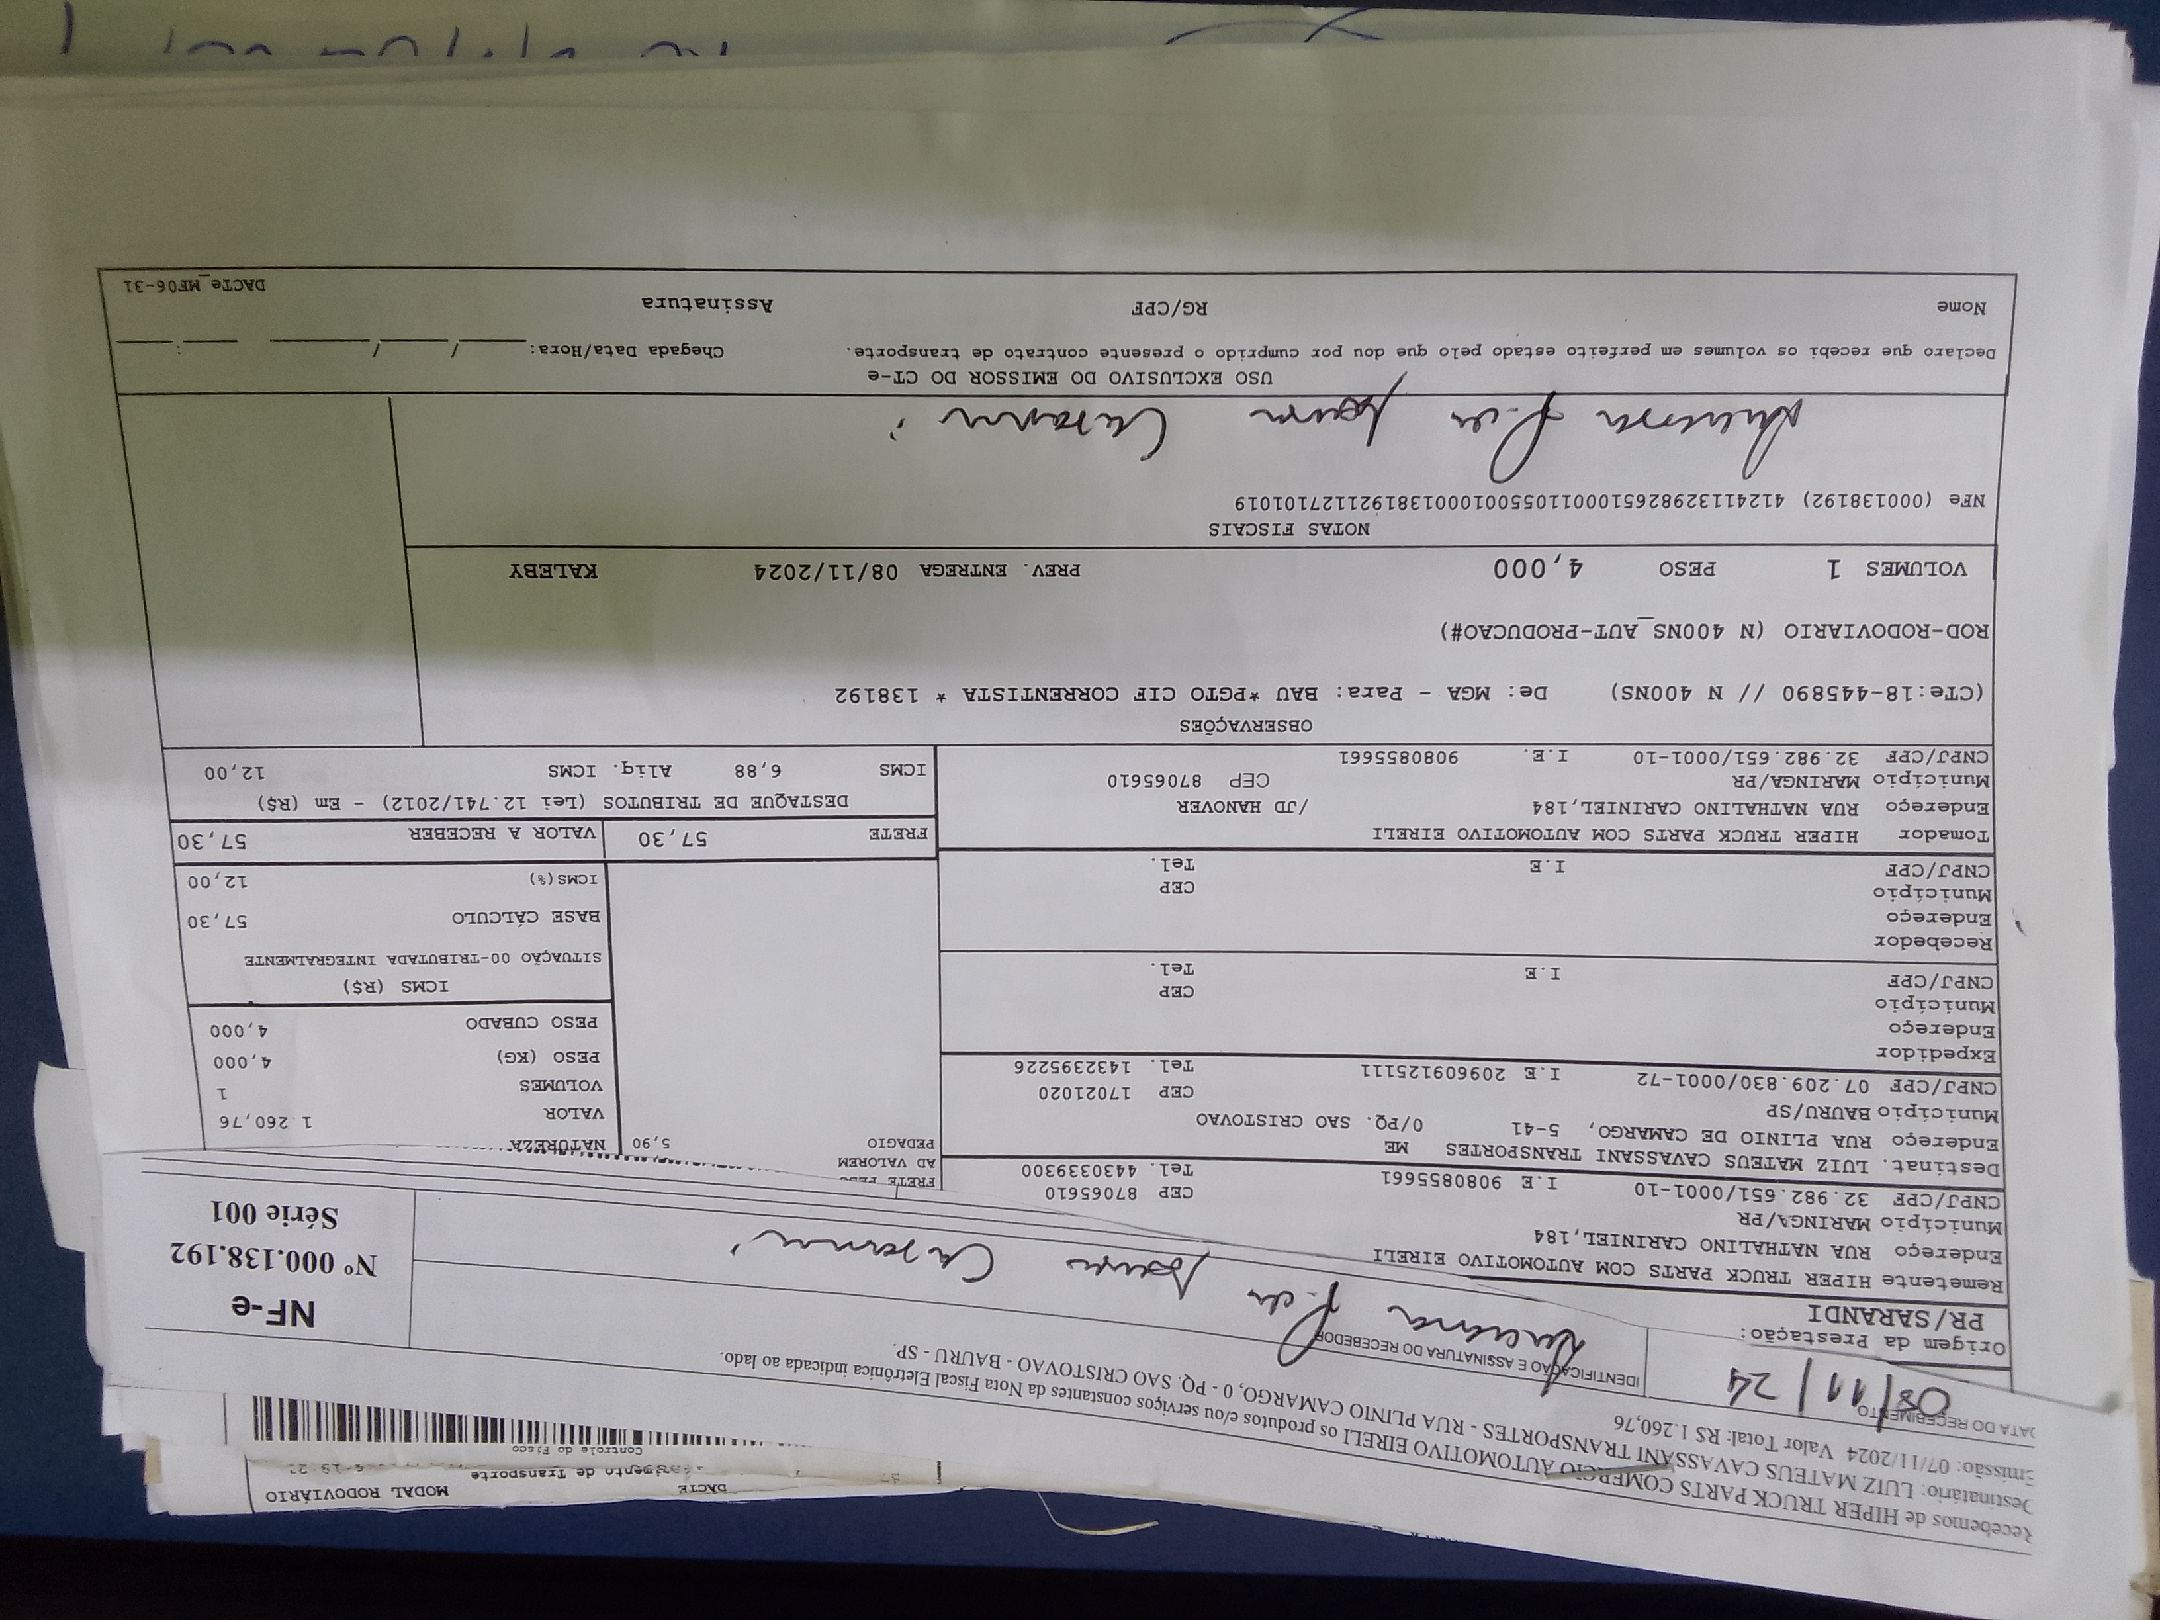 Recebemos de HIPER TRUCK PARTS COMERCIO AUTOMOTIVO EIRELI os produtos e/ou serviços constantes da Nota Fiscal Eletrônica indicada ao lado.
Destinatário: LUIZ MATEUS CAVASSANI TRANSPORTES - RUA PLINIO CAMARGO, 0 - PQ. SAO CRISTOVAO - BAURU - SP.
Emissão: 07/11/2024 Valor Total: R$ 1.260,76
DATA DO RECEBIMENTO
08/11/24
IDENTIFICAÇÃO E ASSINATURA DO RECEBEDOR
NF-e
Nº 000.138.192
Série 001
DACTE
MODAL RODOVIÁRIO
Controle do Fisco
Origem da Prestação:
PR/SARANDI
Remetente HIPER TRUCK PARTS COM AUTOMOTIVO EIRELI
Endereço RUA NATHALINO CARINIEL,184
Município MARINGA/PR CEP 87065610
CNPJ/CPF 32.982.651/0001-10 I.E 9080855661 Tel. 4430339300
Destinat. LUIZ MATEUS CAVASSANI TRANSPORTES ME
Endereço RUA PLINIO DE CAMARGO, 5-41 0/PQ. SAO CRISTOVAO
Município BAURU/SP CEP 17021020
CNPJ/CPF 07.209.830/0001-72 I.E 209609125111 Tel. 1432395226
Expedidor
Endereço
Município CEP
CNPJ/CPF I.E Tel.
Recebedor
Endereço
Município CEP
CNPJ/CPF I.E Tel.
Tomador HIPER TRUCK PARTS COM AUTOMOTIVO EIRELI
Endereço RUA NATHALINO CARINIEL,184 /JD HANOVER
Município MARINGA/PR CEP 87065610
CNPJ/CPF 32.982.651/0001-10 I.E. 9080855661
FRETE
AD VALOREM
PEDAGIO 5,90
NATUREZA
VALOR 1.260,76
VOLUMES 1
PESO (KG) 4,000
PESO CUBADO 4,000
ICMS (R$)
SITUAÇÃO 00-TRIBUTADA INTEGRALMENTE
BASE CÁLCULO 57,30
ICMS(%) 12,00
FRETE 57,30 VALOR A RECEBER 57,30
DESTAQUE DE TRIBUTOS (Lei 12.741/2012) - Em (R$)
ICMS 6,88 Aliq. ICMS 12,00
OBSERVAÇÕES
(CTe:18-445890 // N 400NS) De: MGA - Para: BAU *PGTO CIF CORRENTISTA * 138192
ROD-RODOVIARIO (N 400NS_AUT-PRODUCAO#)
VOLUMES 1 PESO 4,000 PREV. ENTREGA 08/11/2024 KALEBY
NOTAS FISCAIS
NFe (000138192) 41241132982651000110550010001381921127101019
USO EXCLUSIVO DO EMISSOR DO CT-e
Declaro que recebi os volumes em perfeito estado pelo que dou por cumprido o presente contrato de transporte. Chegada Data/Hora: / / :
Nome RG/CPF Assinatura DACTe_MF06-31